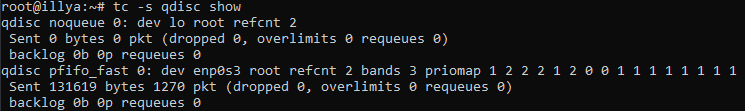 root@illya:~# tc -s qdisc show
qdisc noqueue 0: dev lo root refcnt 2
 Sent 0 bytes 0 pkt (dropped 0, overlimits 0 requeues 0)
 backlog 0b 0p requeues 0
qdisc pfifo_fast 0: dev enp0s3 root refcnt 2 bands 3 priomap 1 2 2 2 1 2 0 0 1 1 1 1 1 1 1 1
 Sent 131619 bytes 1270 pkt (dropped 0, overlimits 0 requeues 0)
 backlog 0b 0p requeues 0